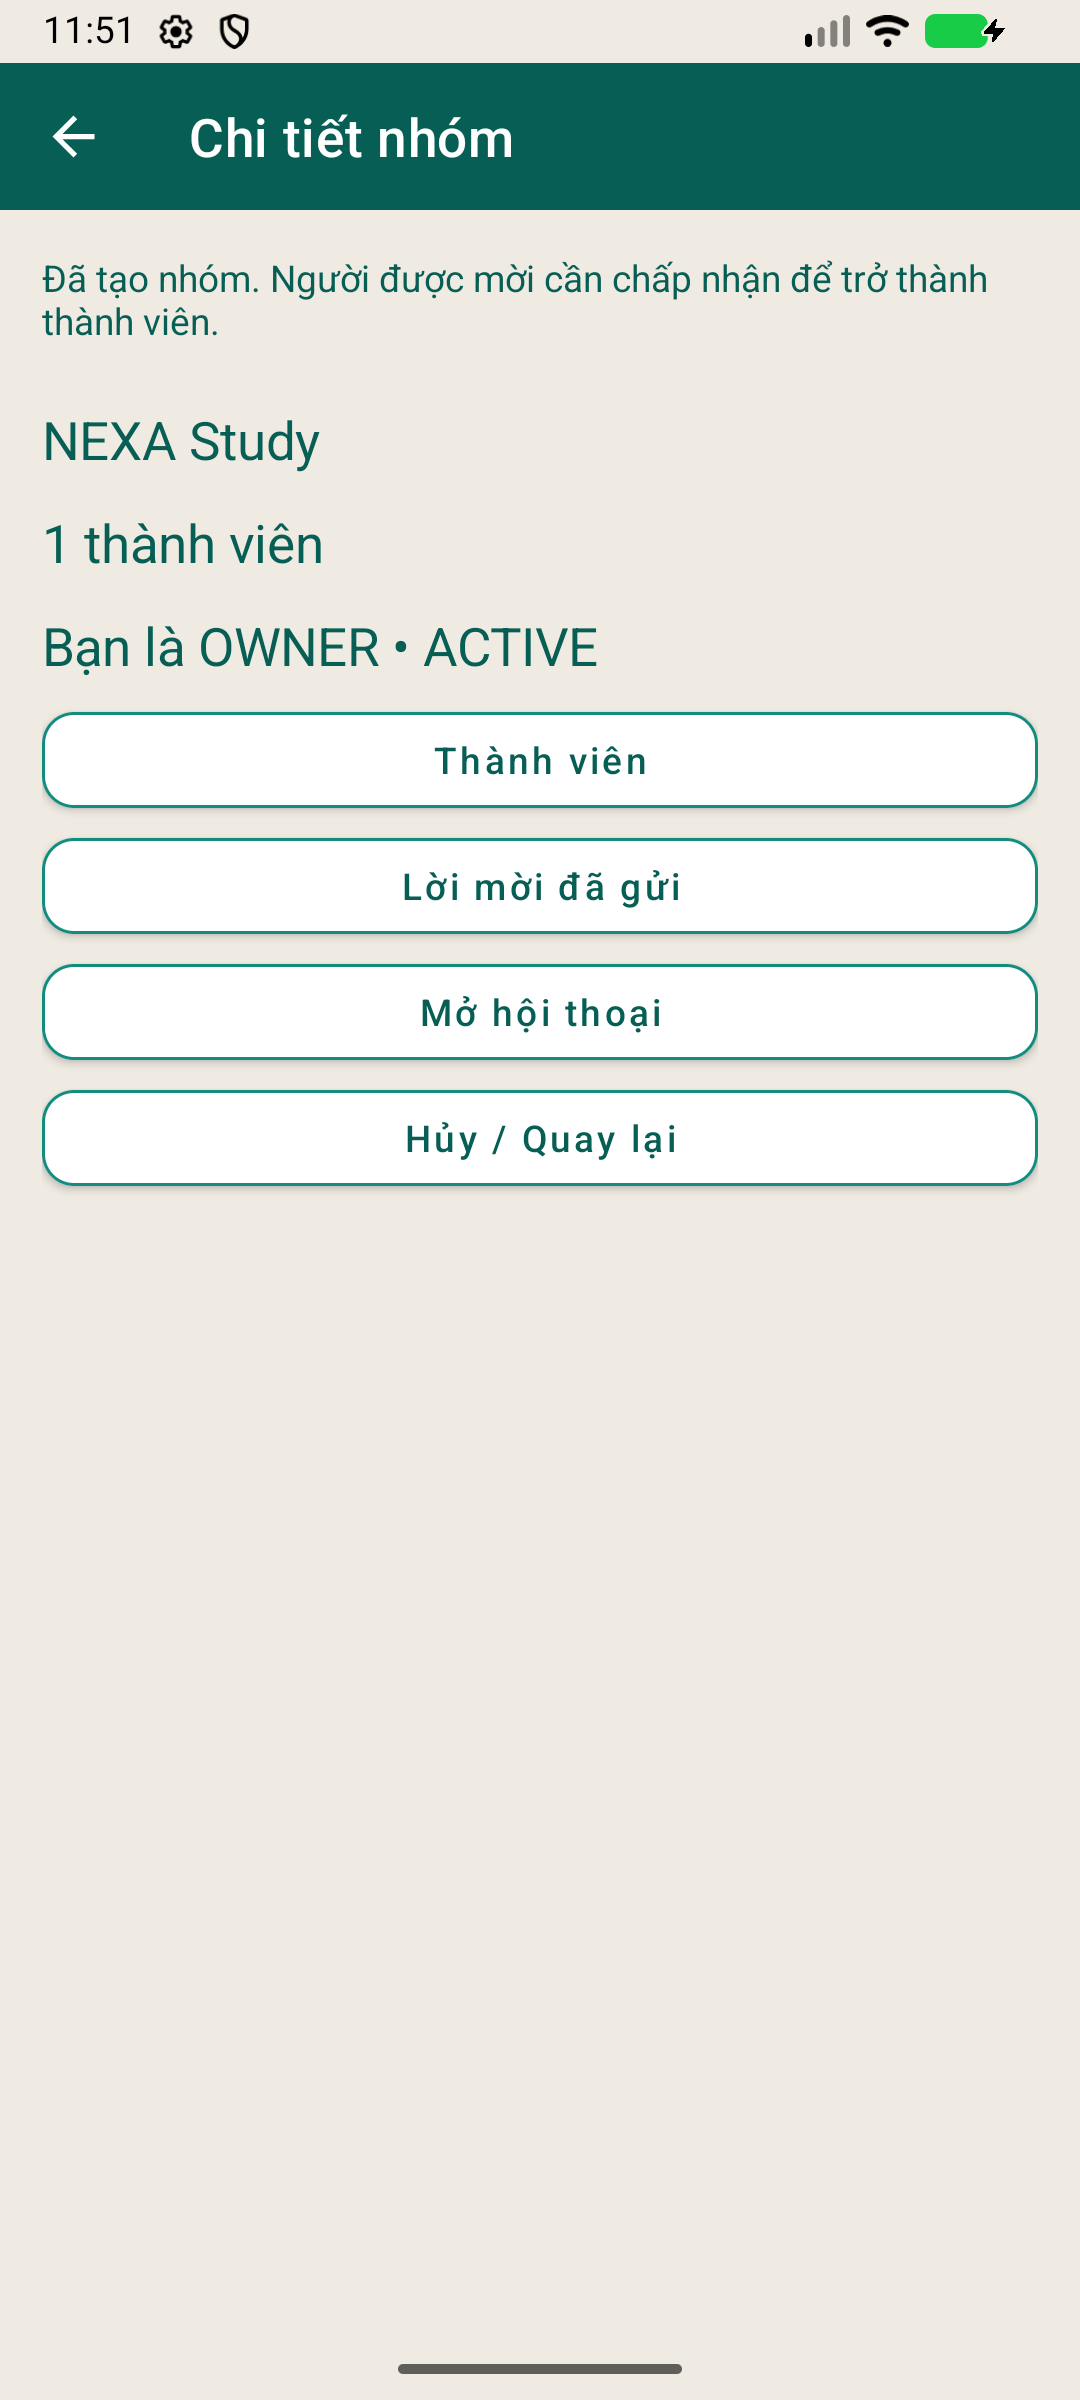 11:51
Chi tiết nhóm
Đã tạo nhóm. Người được mời cần chấp nhận để trở thành
thành viên.
NEXA Study
1 thành viên
Bạn là OWNER • ACTIVE
Thành viên
Lời mời đã gửi
Mở hội thoại
Hủy / Quay lại